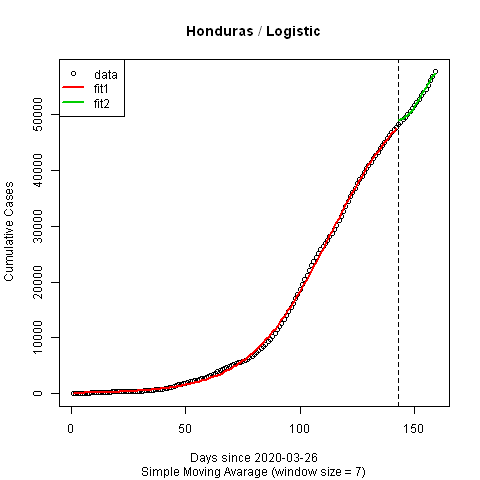 Honduras / Logistic
data
fit1
fit2
Cumulative Cases
0
10000
20000
30000
40000
50000
0
50
100
150
Days since 2020-03-26
Simple Moving Avarage (window size = 7)